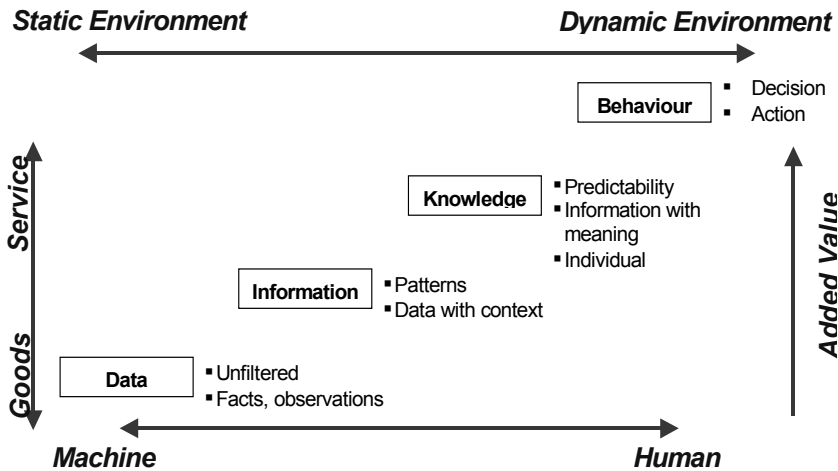 Static Environment
Dynamic Environment
Behaviour
▪ Decision
▪ Action
Service
Knowledge
▪ Predictability
▪ Information with
meaning
▪ Individual
Added Value
Information
▪ Patterns
▪ Data with context
Goods
Data
▪ Unfiltered
▪ Facts, observations
Machine
Human